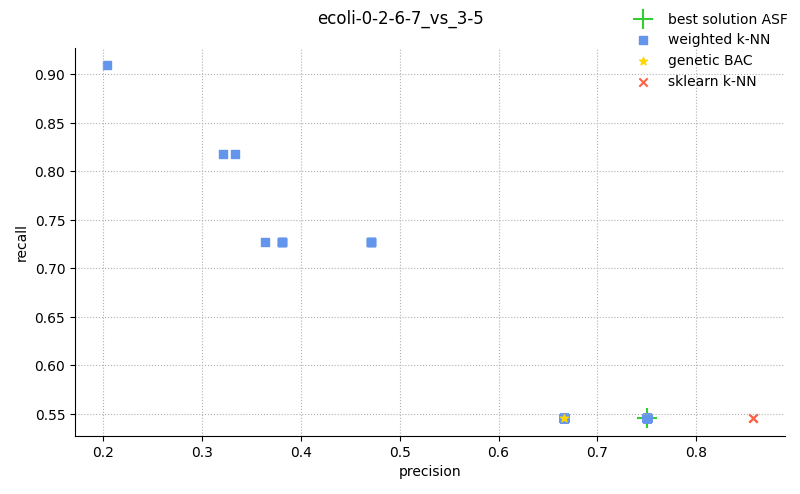 ecoli-0-2-6-7_vs_3-5
best solution ASF
weighted k-NN
genetic BAC
sklearn k-NN
0.90
0.85
0.80
0.75
0.70
0.65
0.60
0.55
recall
0.2 0.3 0.4 0.5 0.6 0.7 0.8
precision